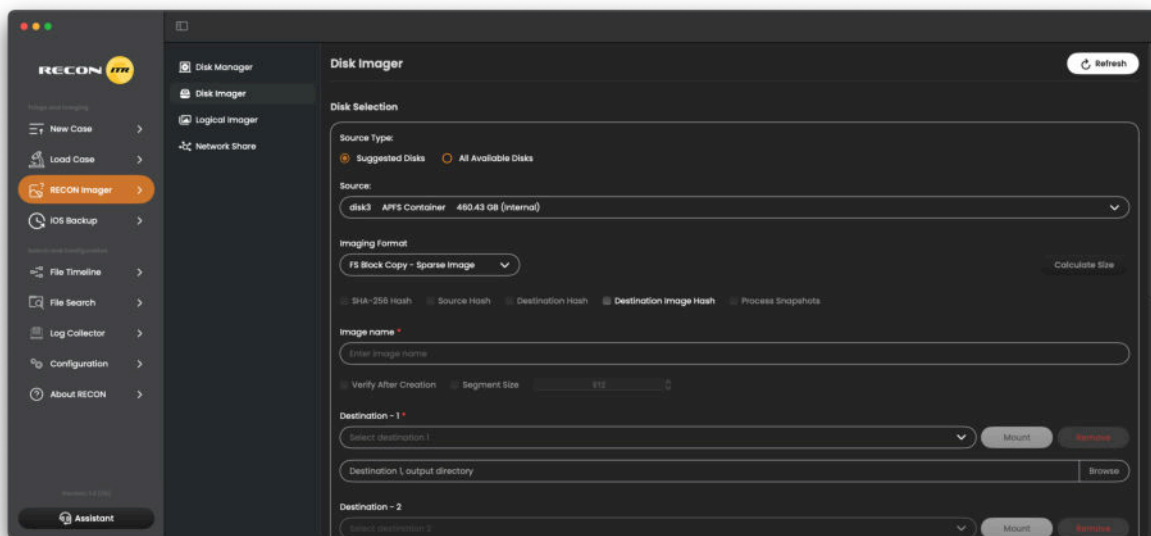 RECON ITR
Triage and Imaging
New Case
Load Case
RECON Imager
iOS Backup
File Timeline
File Search
Log Collector
Configuration
About RECON
Assistant
Disk Manager
Disk Imager
Logical Imager
Network Share
Disk Imager
Refresh
Disk Selection
Source Type:
Suggested Disks All Available Disks
Source:
disk3 APFS Container 460.43 GB (Internal)
Imaging Format
FS Block Copy - Sparse Image Calculate Size
SHA-256 Hash Source Hash Destination Hash Destination Image Hash Process Snapshots
Image name *
Enter image name
Verify After Creation Segment Size 512
Destination - 1 *
Select destination 1 Mount Remove
Destination 1, output directory Browse
Destination - 2
Select destination 2 Mount Remove